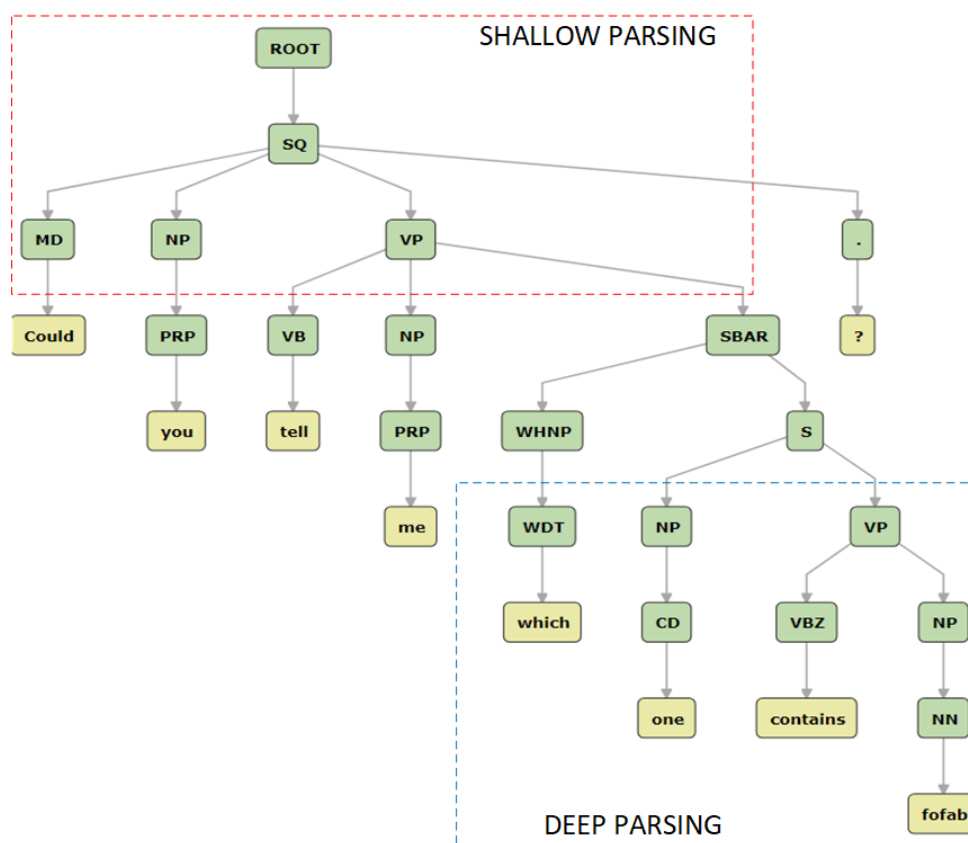 SHALLOW PARSING
ROOT
SQ
MD NP VP .
Could PRP VB NP SBAR ?
you tell PRP WHNP S
me WDT NP VP
which CD VBZ NP
one contains NN
fofab
DEEP PARSING